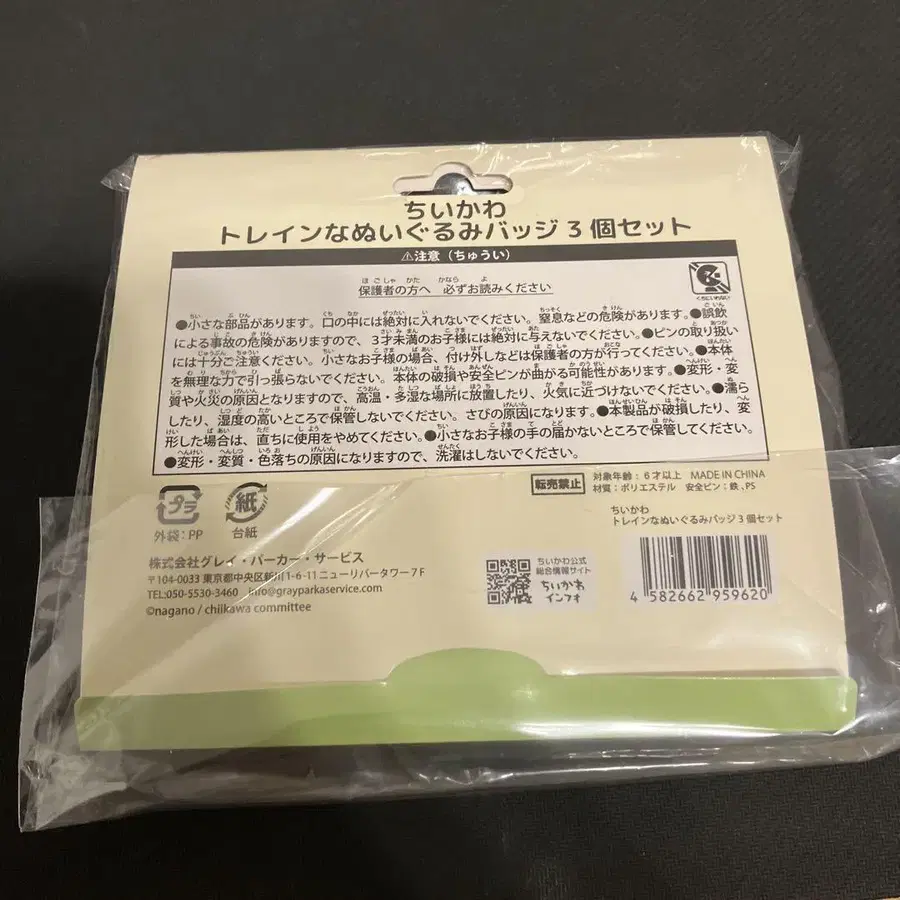 ちいかわ
トレインなぬいぐるみバッジ3個セット
⚠注意（ちゅうい）
保護者の方へ 必ずお読みください
くちにいれない
●小さな部品があります。口の中には絶対に入れないでください。窒息などの危険があります。●誤飲
による事故の危険がありますので、3才未満のお子様には絶対に与えないでください。●ピンの取り扱い
には十分ご注意ください。小さなお子様の場合、付け外しなどは保護者の方が行ってください。●本体
を無理な力で引っ張らないでください。本体の破損や安全ピンが曲がる可能性があります。●変形・変
質や火災の原因となりますので、高温・多湿な場所に放置したり、火気に近づけないでください。●濡ら
したり、湿度の高いところで保管しないでください。さびの原因になります。●本製品が破損したり、変
形した場合は、直ちに使用をやめてください。●小さなお子様の手の届かないところで保管してください。
●変形・変質・色落ちの原因になりますので、洗濯はしないでください。
プラ
外袋：PP
紙
台紙
転売禁止
対象年齢：6才以上 MADE IN CHINA
材質：ポリエステル 安全ピン：鉄，PS
株式会社グレイ・パーカー・サービス
〒104-0033 東京都中央区新川1-6-11 ニューリバータワー7F
TEL:050-5530-3460 info@grayparkaservice.com
©nagano / chiikawa committee
ちいかわ公式
総合情報サイト
ちいかわ
インフォ
ちいかわ
トレインなぬいぐるみバッジ3個セット
4 582662 959620